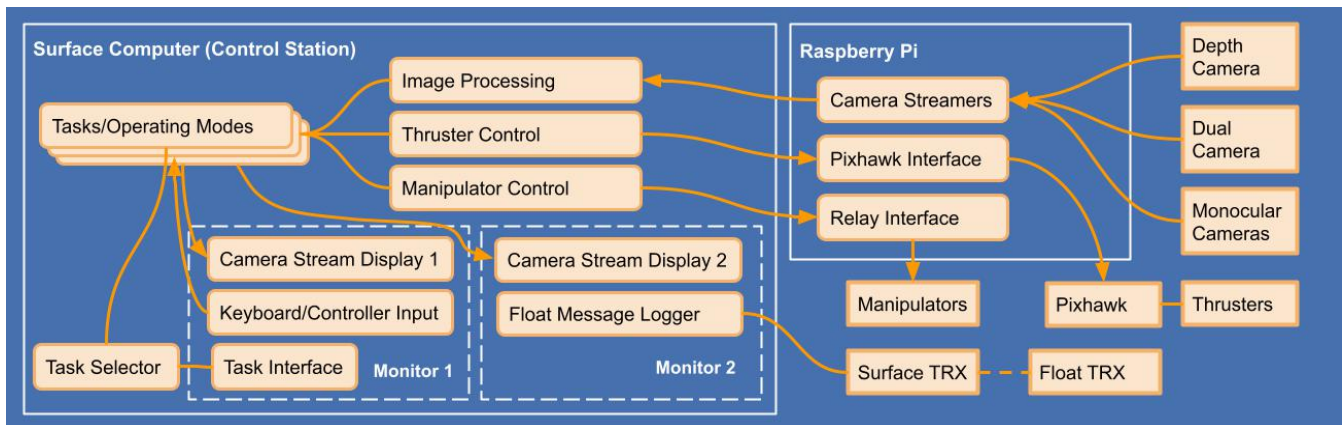 Surface Computer (Control Station)
Tasks/Operating Modes
Image Processing
Thruster Control
Manipulator Control
Camera Stream Display 1
Keyboard/Controller Input
Task Selector
Task Interface
Monitor 1
Camera Stream Display 2
Float Message Logger
Monitor 2
Raspberry Pi
Camera Streamers
Pixhawk Interface
Relay Interface
Depth
Camera
Dual
Camera
Monocular
Cameras
Manipulators
Pixhawk
Thrusters
Surface TRX
Float TRX